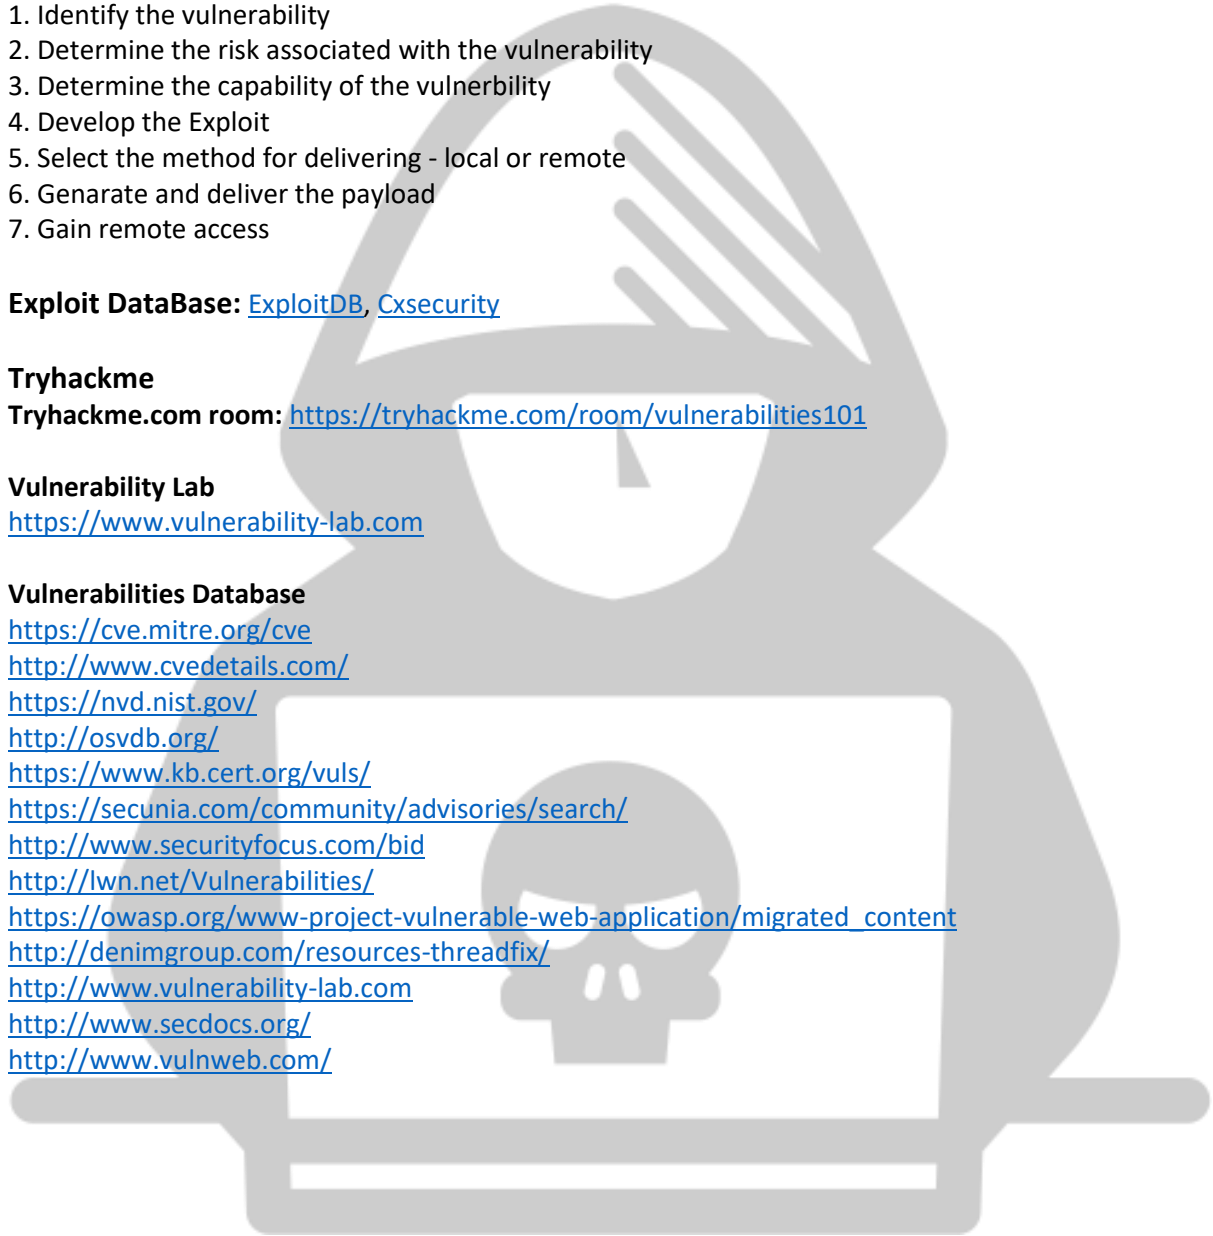 1. Identify the vulnerability
2. Determine the risk associated with the vulnerability
3. Determine the capability of the vulnerbility
4. Develop the Exploit
5. Select the method for delivering - local or remote
6. Genarate and deliver the payload
7. Gain remote access
Exploit DataBase: ExploitDB, Cxsecurity
Tryhackme
Tryhackme.com room: https://tryhackme.com/room/vulnerabilities101
Vulnerability Lab
https://www.vulnerability-lab.com
Vulnerabilities Database
https://cve.mitre.org/cve
http://www.cvedetails.com/
https://nvd.nist.gov/
http://osvdb.org/
https://www.kb.cert.org/vuls/
https://secunia.com/community/advisories/search/
http://www.securityfocus.com/bid
http://lwn.net/Vulnerabilities/
https://owasp.org/www-project-vulnerable-web-application/migrated_content
http://denimgroup.com/resources-threadfix/
http://www.vulnerability-lab.com
http://www.secdocs.org/
http://www.vulnweb.com/